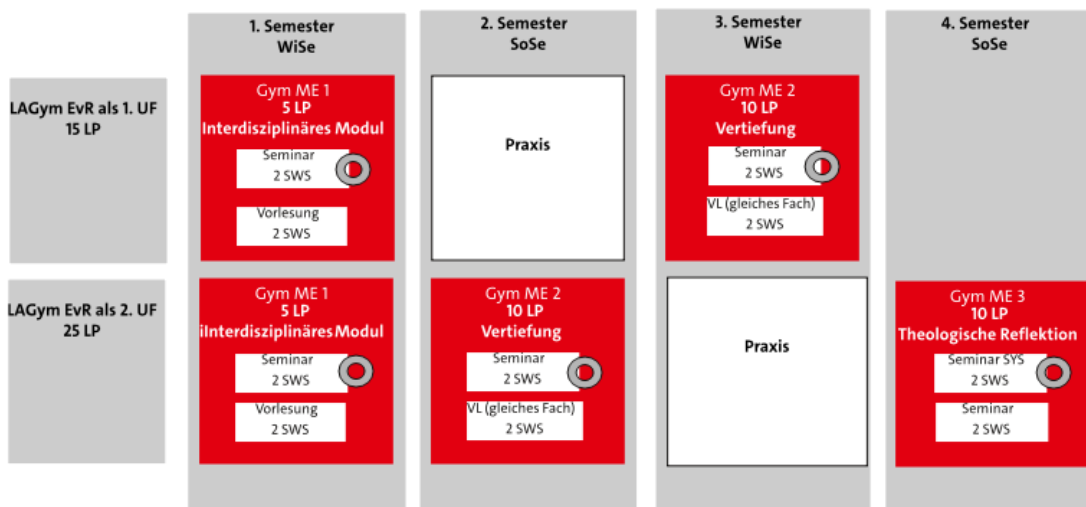 1. Semester
WiSe
2. Semester
SoSe
3. Semester
WiSe
4. Semester
SoSe
LAGym EvR als 1. UF
15 LP
Gym ME 1
5 LP
Interdisziplinäres Modul
Seminar
2 SWS
Vorlesung
2 SWS
Praxis
Gym ME 2
10 LP
Vertiefung
Seminar
2 SWS
VL (gleiches Fach)
2 SWS
LAGym EvR als 2. UF
25 LP
Gym ME 1
5 LP
iInterdisziplinäres Modul
Seminar
2 SWS
Vorlesung
2 SWS
Gym ME 2
10 LP
Vertiefung
Seminar
2 SWS
VL (gleiches Fach)
2 SWS
Praxis
Gym ME 3
10 LP
Theologische Reflektion
Seminar SYS
2 SWS
Seminar
2 SWS